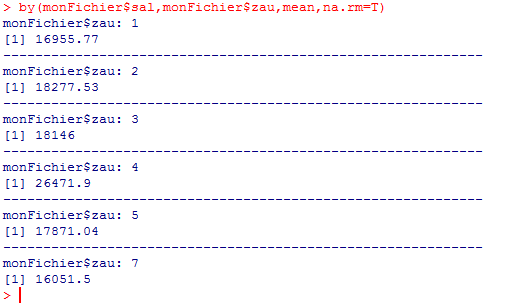 > by(monFichier$sal,monFichier$zau,mean,na.rm=T)
monFichier$zau: 1
[1] 16955.77
------------------------------------------------------------
monFichier$zau: 2
[1] 18277.53
------------------------------------------------------------
monFichier$zau: 3
[1] 18146
------------------------------------------------------------
monFichier$zau: 4
[1] 26471.9
------------------------------------------------------------
monFichier$zau: 5
[1] 17871.04
------------------------------------------------------------
monFichier$zau: 7
[1] 16051.5
>